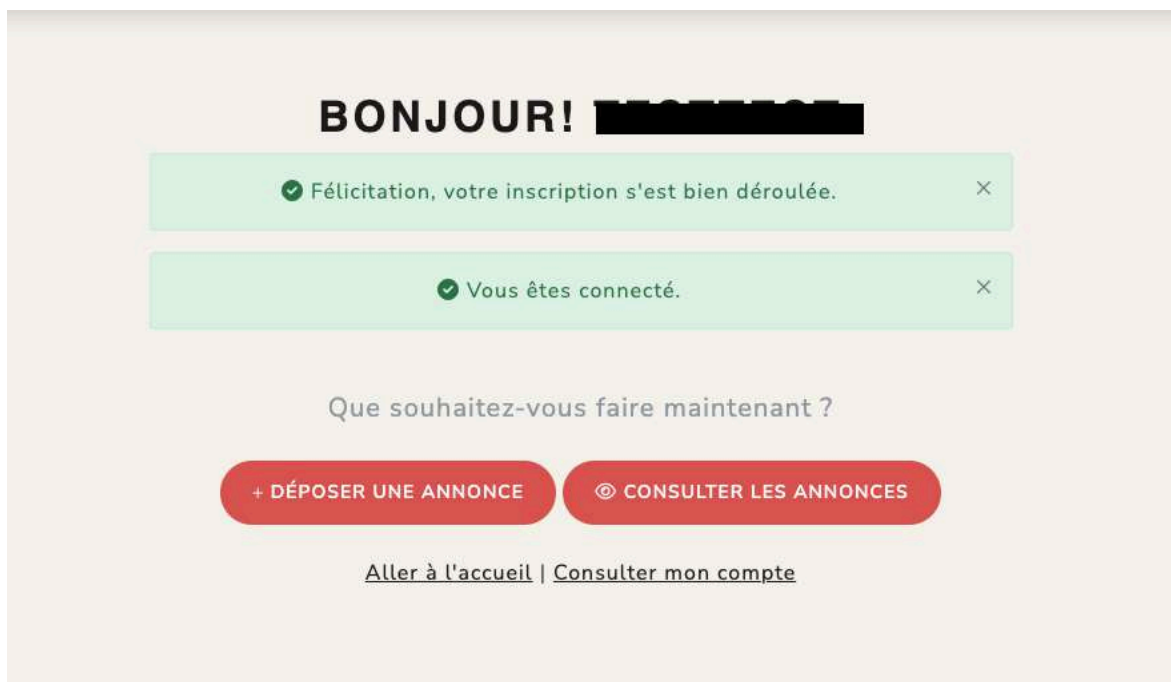 BONJOUR!
Félicitation, votre inscription s'est bien déroulée.
Vous êtes connecté.
Que souhaitez-vous faire maintenant ?
+ DÉPOSER UNE ANNONCE CONSULTER LES ANNONCES
Aller à l'accueil | Consulter mon compte